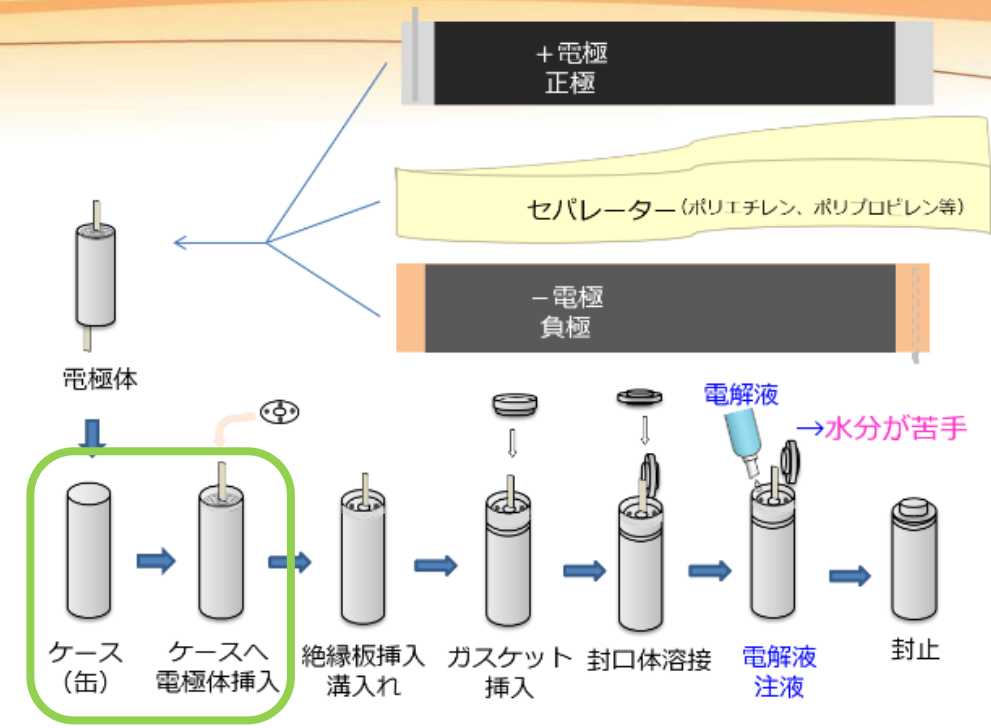 +電極
正極
セパレーター(ポリエチレン、ポリプロピレン等)
-電極
負極
電極体
電解液
→水分が苦手
ケース
(缶)
ケースへ
電極体挿入
絶縁板挿入
溝入れ
ガスケット
挿入
封口体溶接
電解液
注液
封止